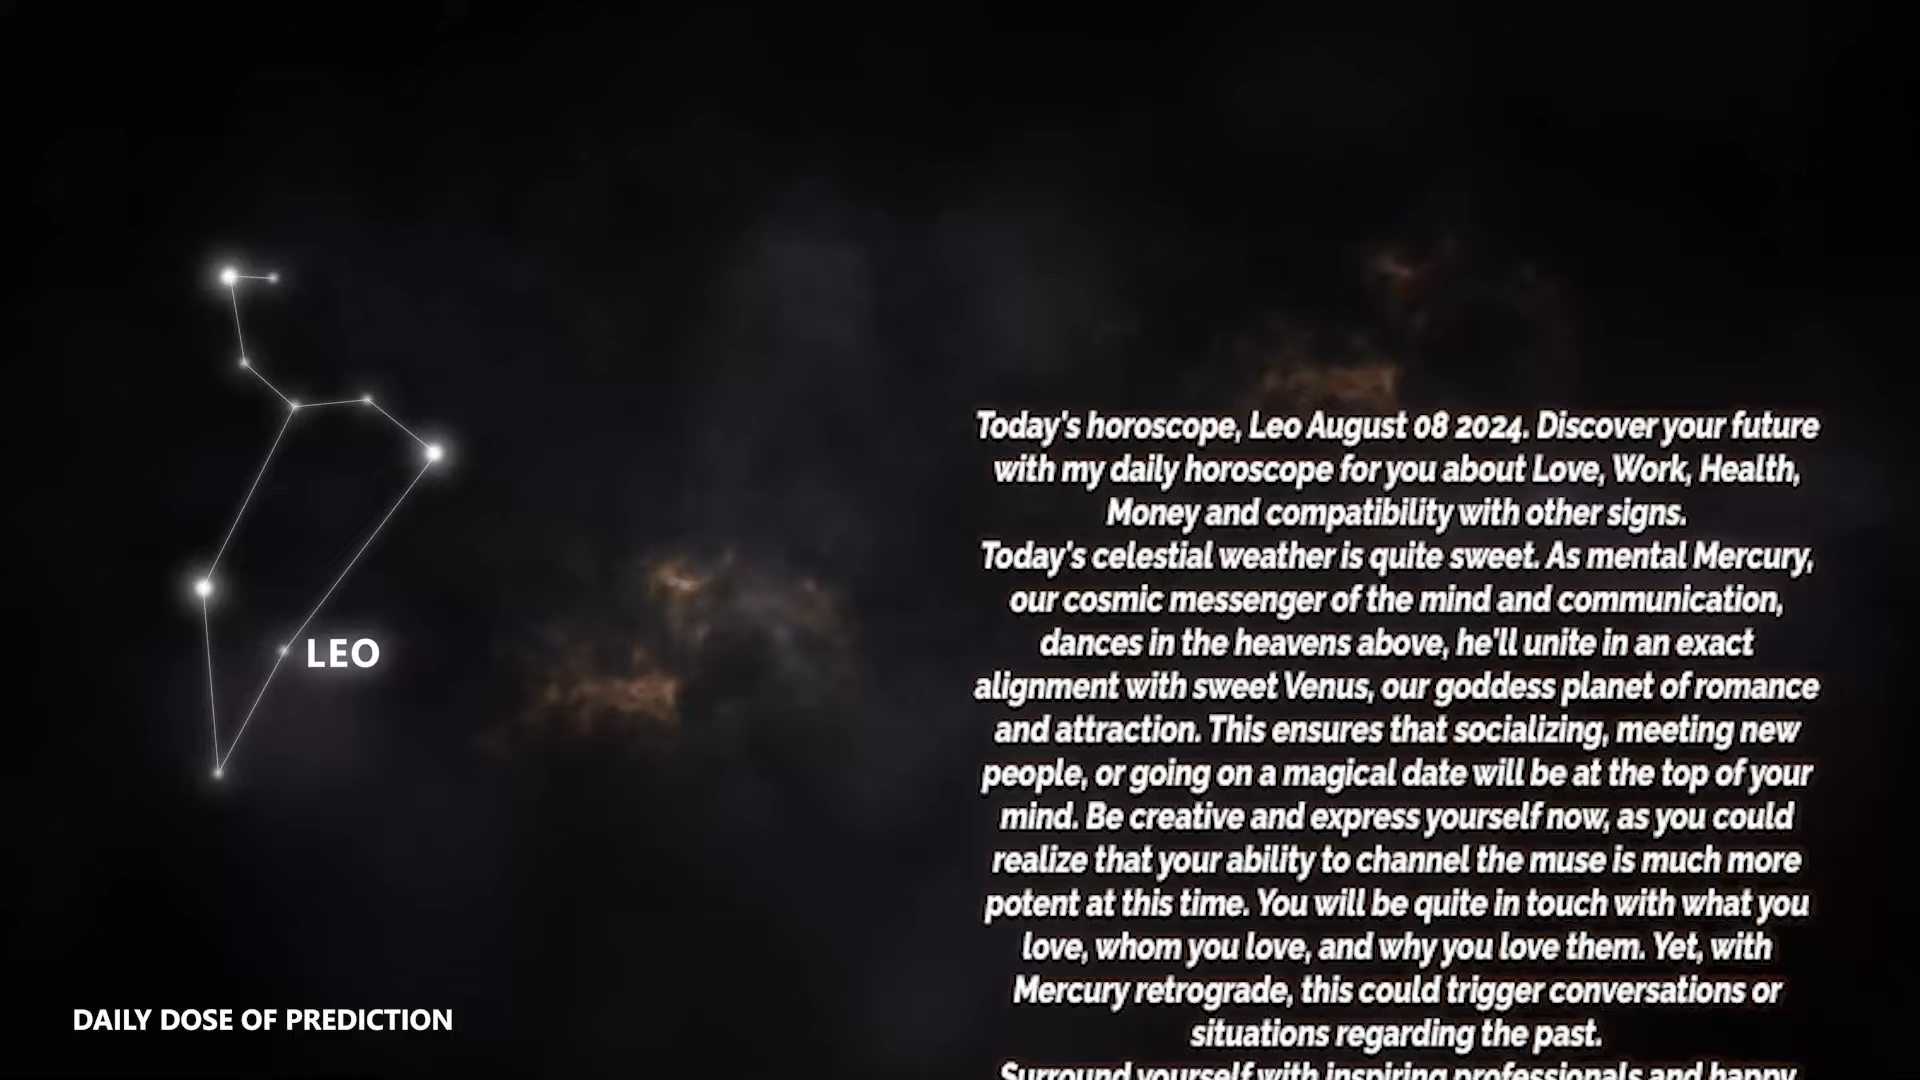 LEO
DAILY DOSE OF PREDICTION
Today's horoscope, Leo August 08 2024. Discover your future
with my daily horoscope for you about Love, Work, Health,
Money and compatibility with other signs.
Today's celestial weather is quite sweet. As mental Mercury,
our cosmic messenger of the mind and communication,
dances in the heavens above, he'll unite in an exact
alignment with sweet Venus, our goddess planet of romance
and attraction. This ensures that socializing, meeting new
people, or going on a magical date will be at the top of your
mind. Be creative and express yourself now, as you could
realize that your ability to channel the muse is much more
potent at this time. You will be quite in touch with what you
love, whom you love, and why you love them. Yet, with
Mercury retrograde, this could trigger conversations or
situations regarding the past.
Surround yourself with inspiring professionals and happy